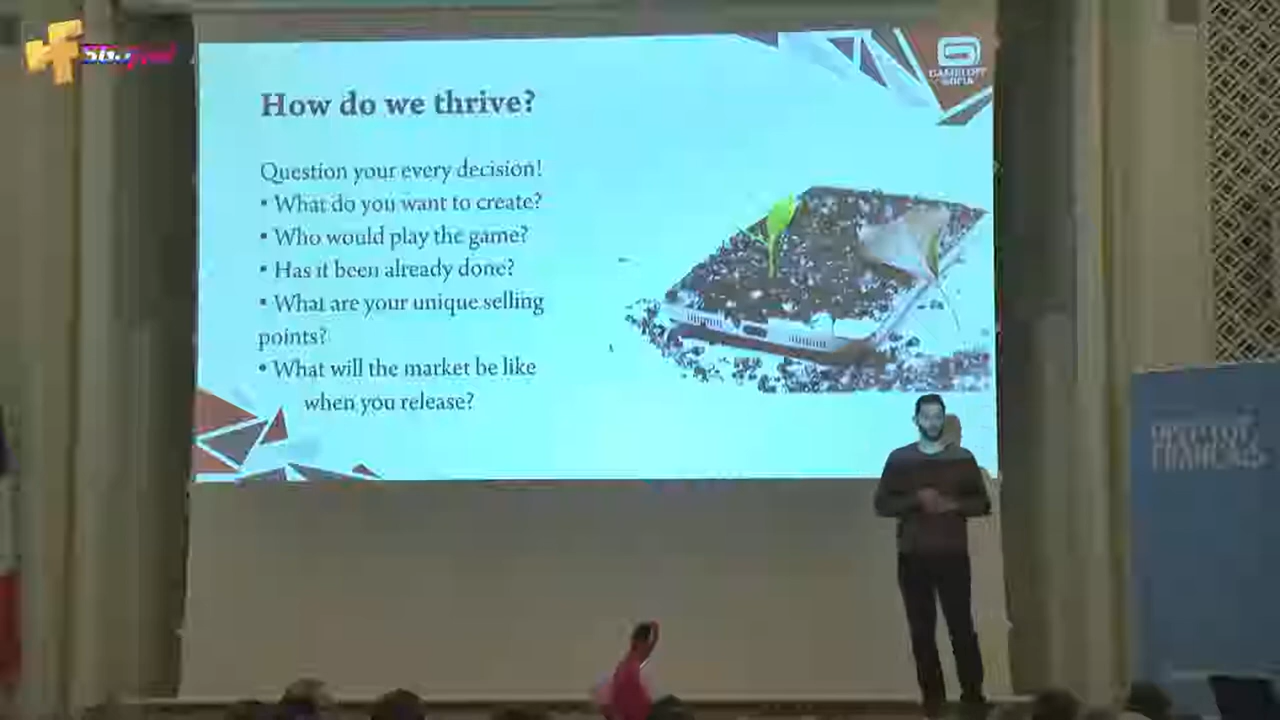 How do we thrive?
Question your every decision!
• What do you want to create?
• Who would play the game?
• Has it been already done?
• What are your unique selling
points?
• What will the market be like
when you release?
GAMELOFT
SOFIA